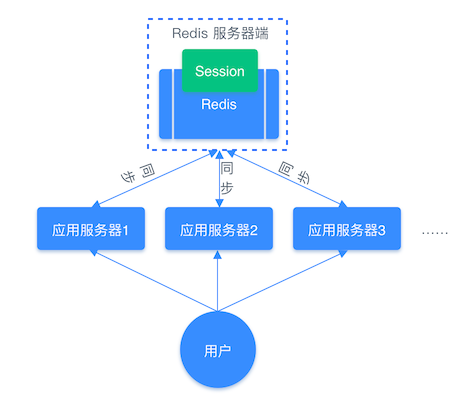 Redis 服务器端
Session
Redis
同步
同步
同步
应用服务器1
应用服务器2
应用服务器3
……
用户